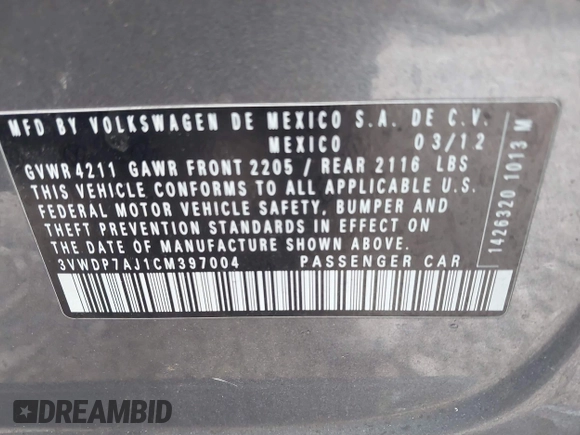 MFD BY VOLKSWAGEN DE MEXICO S.A. DE C.V.
MEXICO 03/12
GVWR 4211 GAWR FRONT 2205 / REAR 2116 LBS
THIS VEHICLE CONFORMS TO ALL APPLICABLE U.S.
FEDERAL MOTOR VEHICLE SAFETY, BUMPER AND
THEFT PREVENTION STANDARDS IN EFFECT ON
THE DATE OF MANUFACTURE SHOWN ABOVE.
3VWDP7AJ1CM397004 PASSENGER CAR
1426320 1013 M
DREAMBID